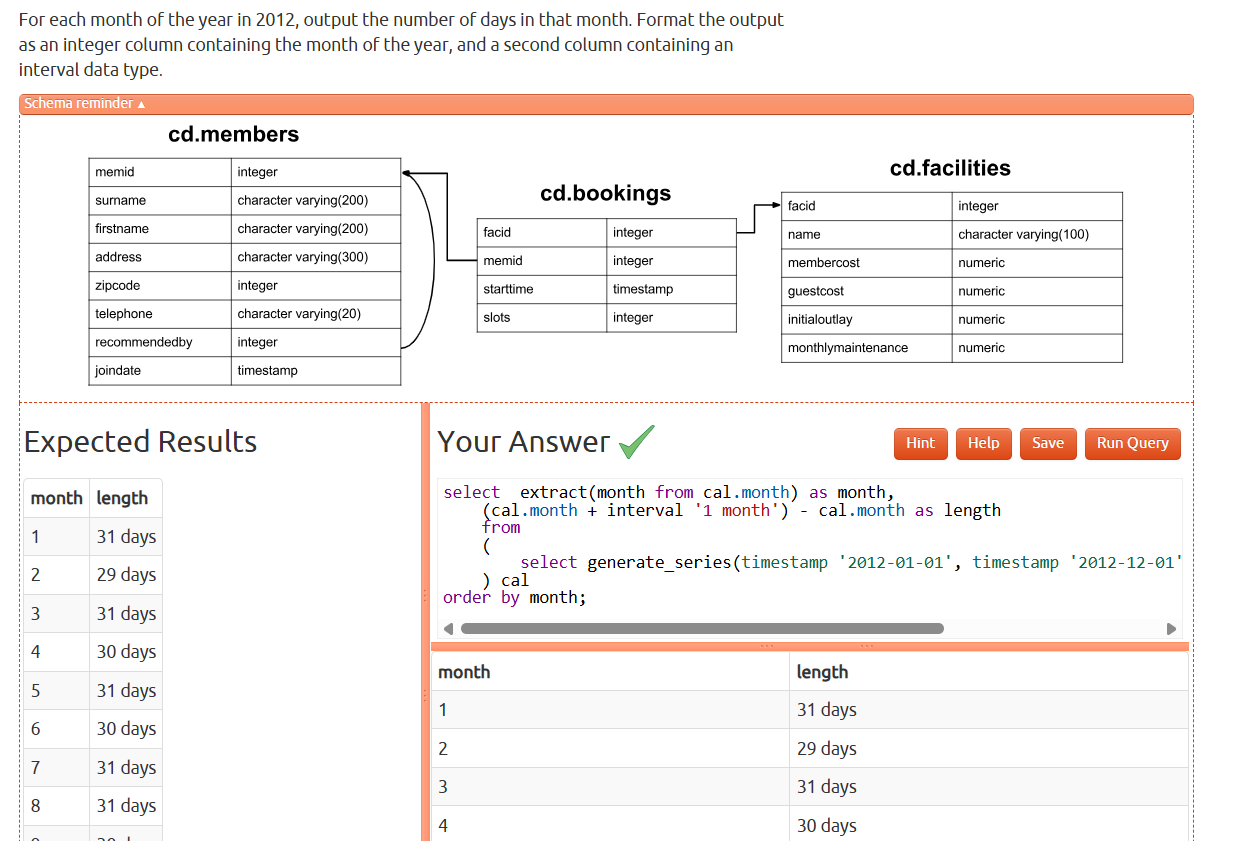 For each month of the year in 2012, output the number of days in that month. Format the output
as an integer column containing the month of the year, and a second column containing an
interval data type.
Schema reminder ▲
cd.members
memid integer
surname character varying(200)
firstname character varying(200)
address character varying(300)
zipcode integer
telephone character varying(20)
recommendedby integer
joindate timestamp
cd.bookings
facid integer
memid integer
starttime timestamp
slots integer
cd.facilities
facid integer
name character varying(100)
membercost numeric
guestcost numeric
initialoutlay numeric
monthlymaintenance numeric
Expected Results
month length
1 31 days
2 29 days
3 31 days
4 30 days
5 31 days
6 30 days
7 31 days
8 31 days
Your Answer
Hint Help Save Run Query
select  extract(month from cal.month) as month,
(cal.month + interval '1 month') - cal.month as length
from
(
select generate_series(timestamp '2012-01-01', timestamp '2012-12-01'
) cal
order by month;
month length
1 31 days
2 29 days
3 31 days
4 30 days